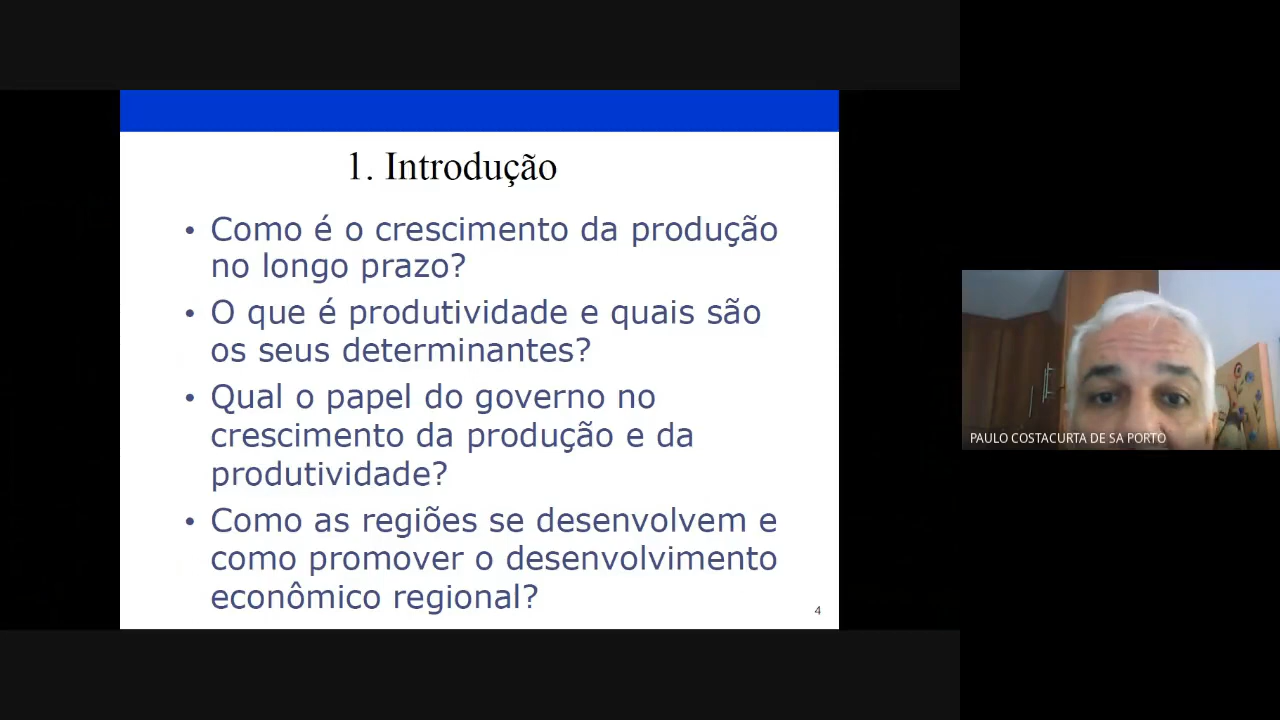 1. Introdução
• Como é o crescimento da produção
no longo prazo?
• O que é produtividade e quais são
os seus determinantes?
• Qual o papel do governo no
crescimento da produção e da
produtividade?
• Como as regiões se desenvolvem e
como promover o desenvolvimento
econômico regional?
4
PAULO COSTACURTA DE SA PORTO